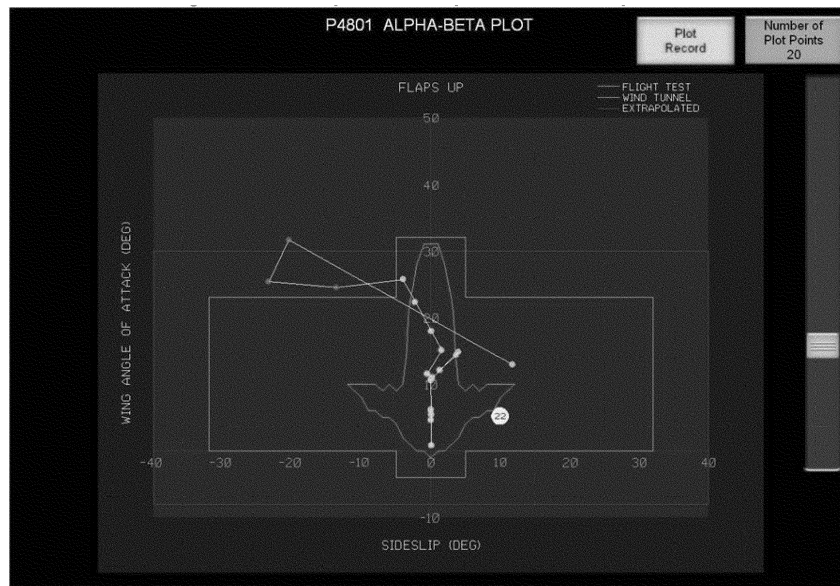 P4801 ALPHA-BETA PLOT
Plot
Record
Number of
Plot Points
20
FLAPS UP
FLIGHT TEST
WIND TUNNEL
EXTRAPOLATED
50
40
30
20
10
22
-40
-30
-20
-10
0
10
20
30
40
-10
WING ANGLE OF ATTACK (DEG)
SIDESLIP (DEG)